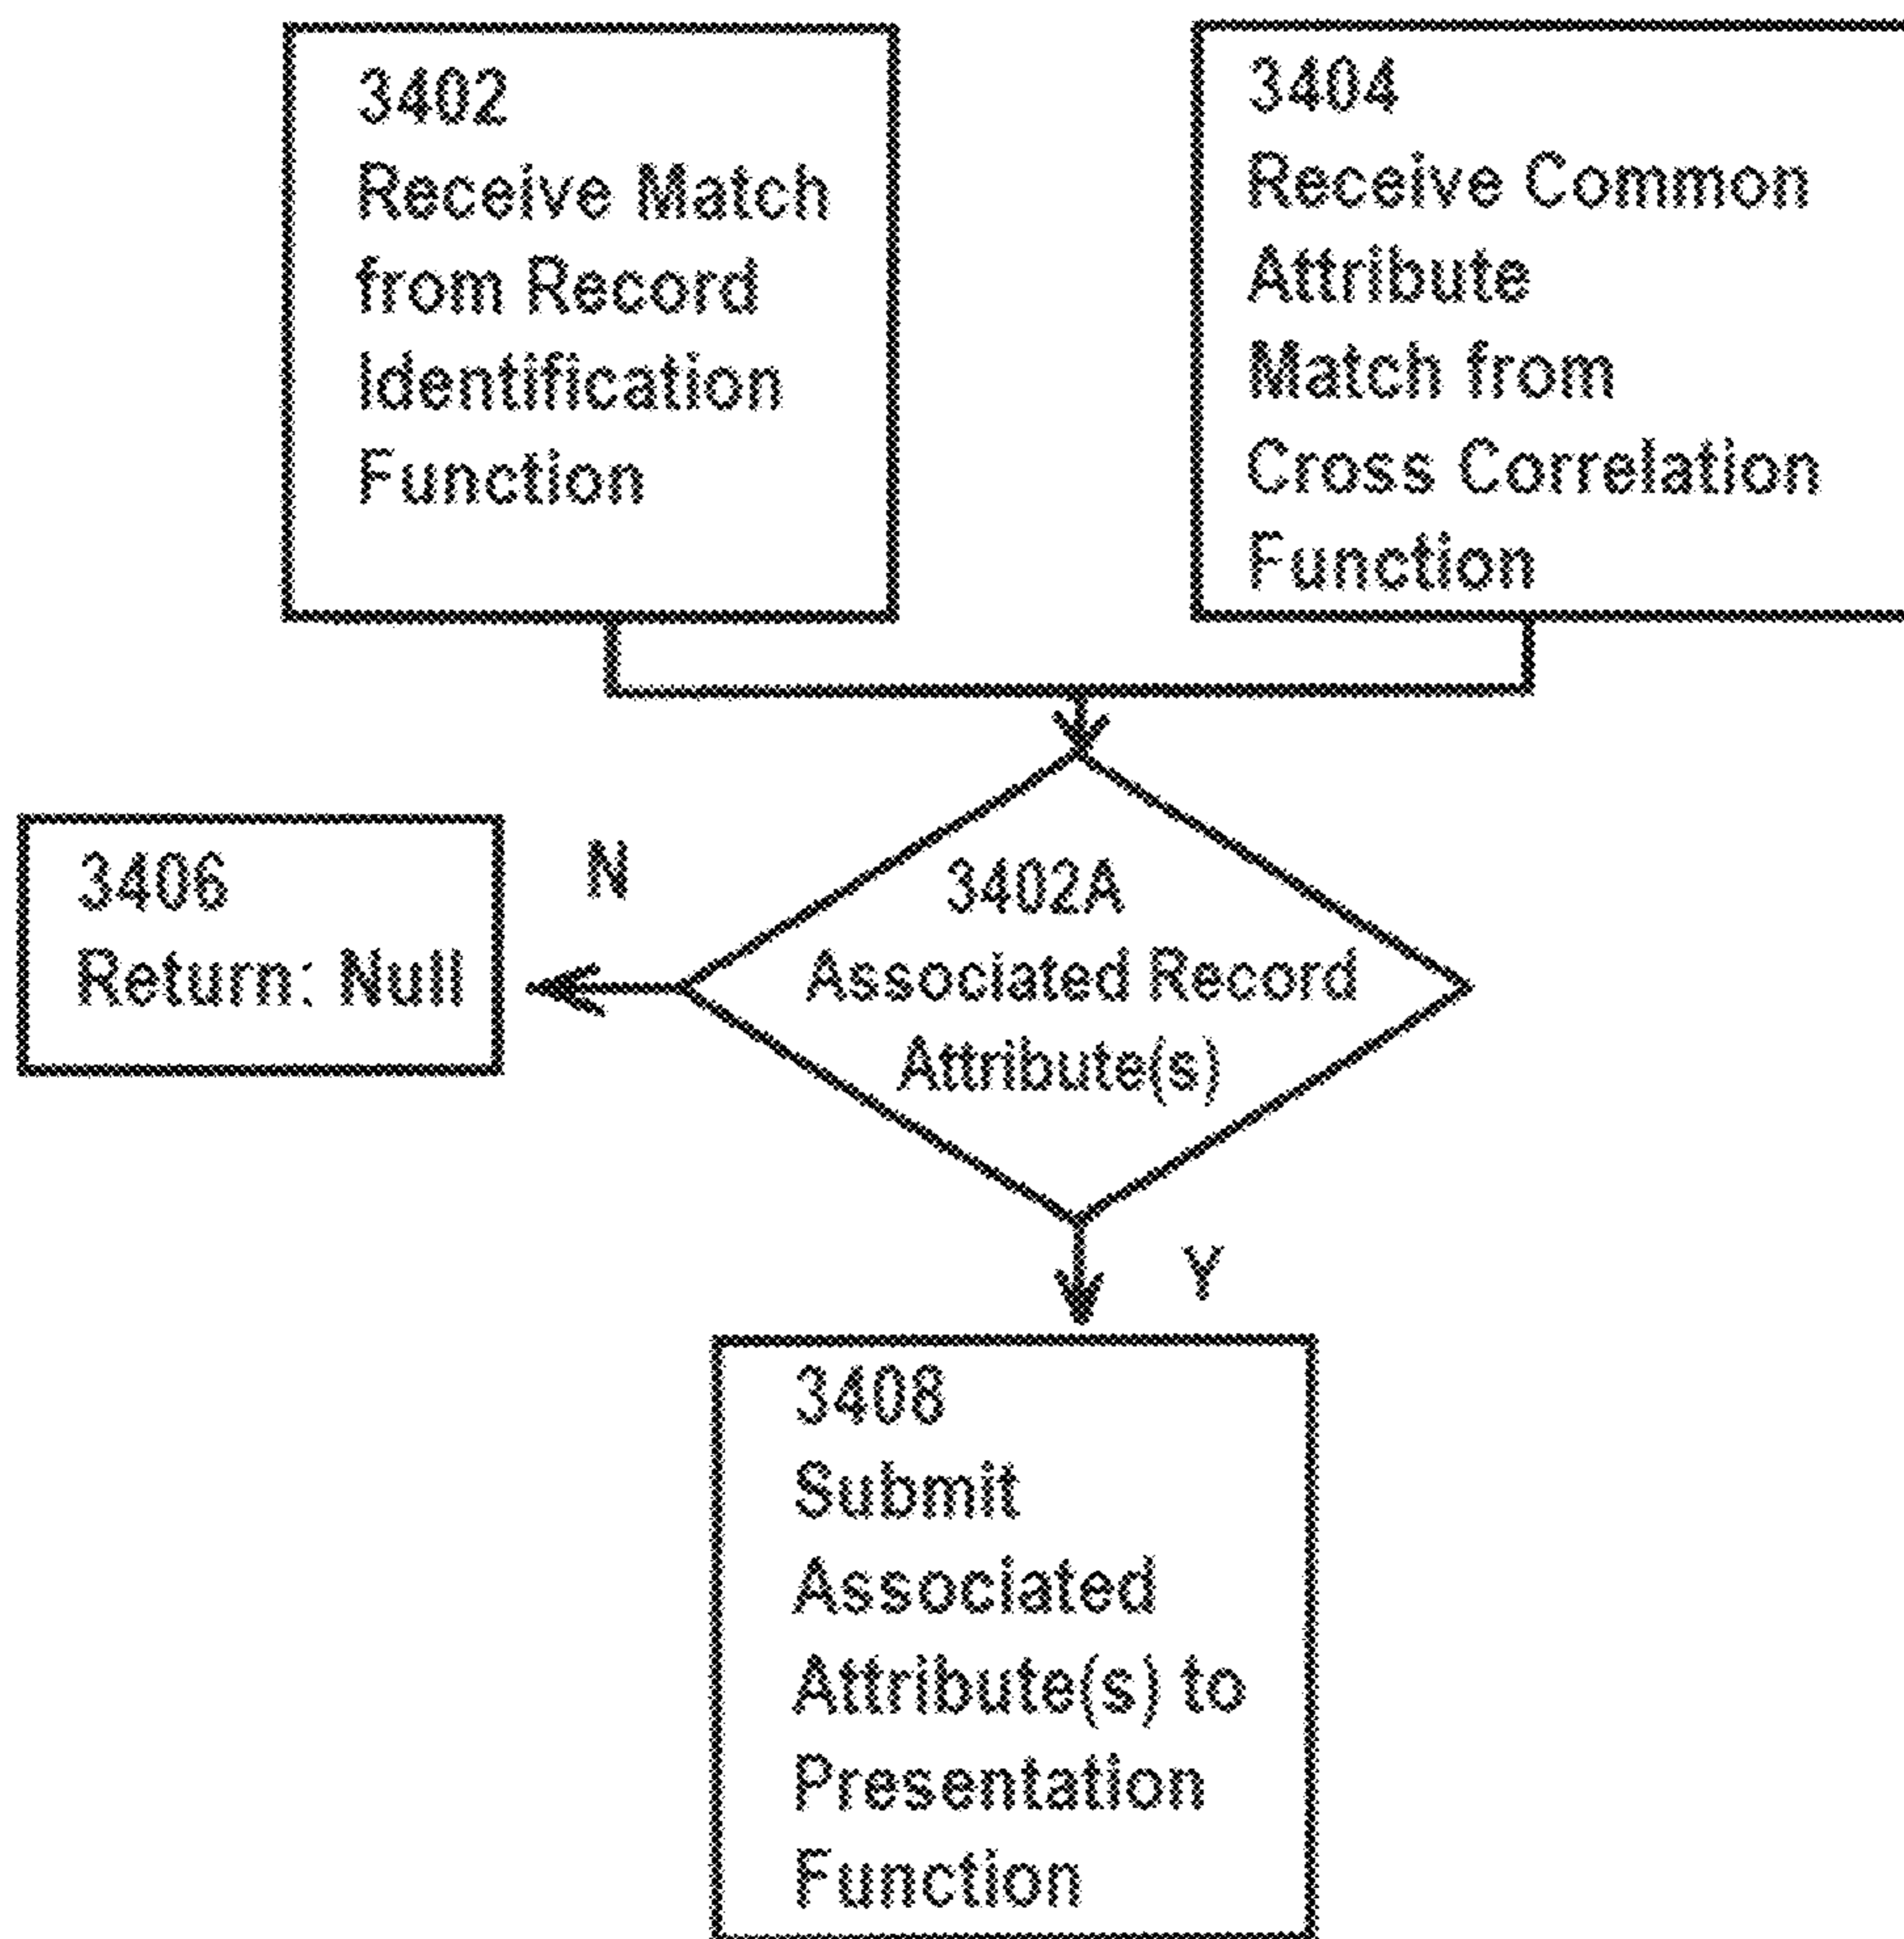 3402
Receive Match
from Record
Identification
Function
3404
Receive Common
Attribute
Match from
Cross Correlation
Function
3406
Return: Null
N
3402A
Associated Record
Attribute(s)
Y
3408
Submit
Associated
Attribute(s) to
Presentation
Function